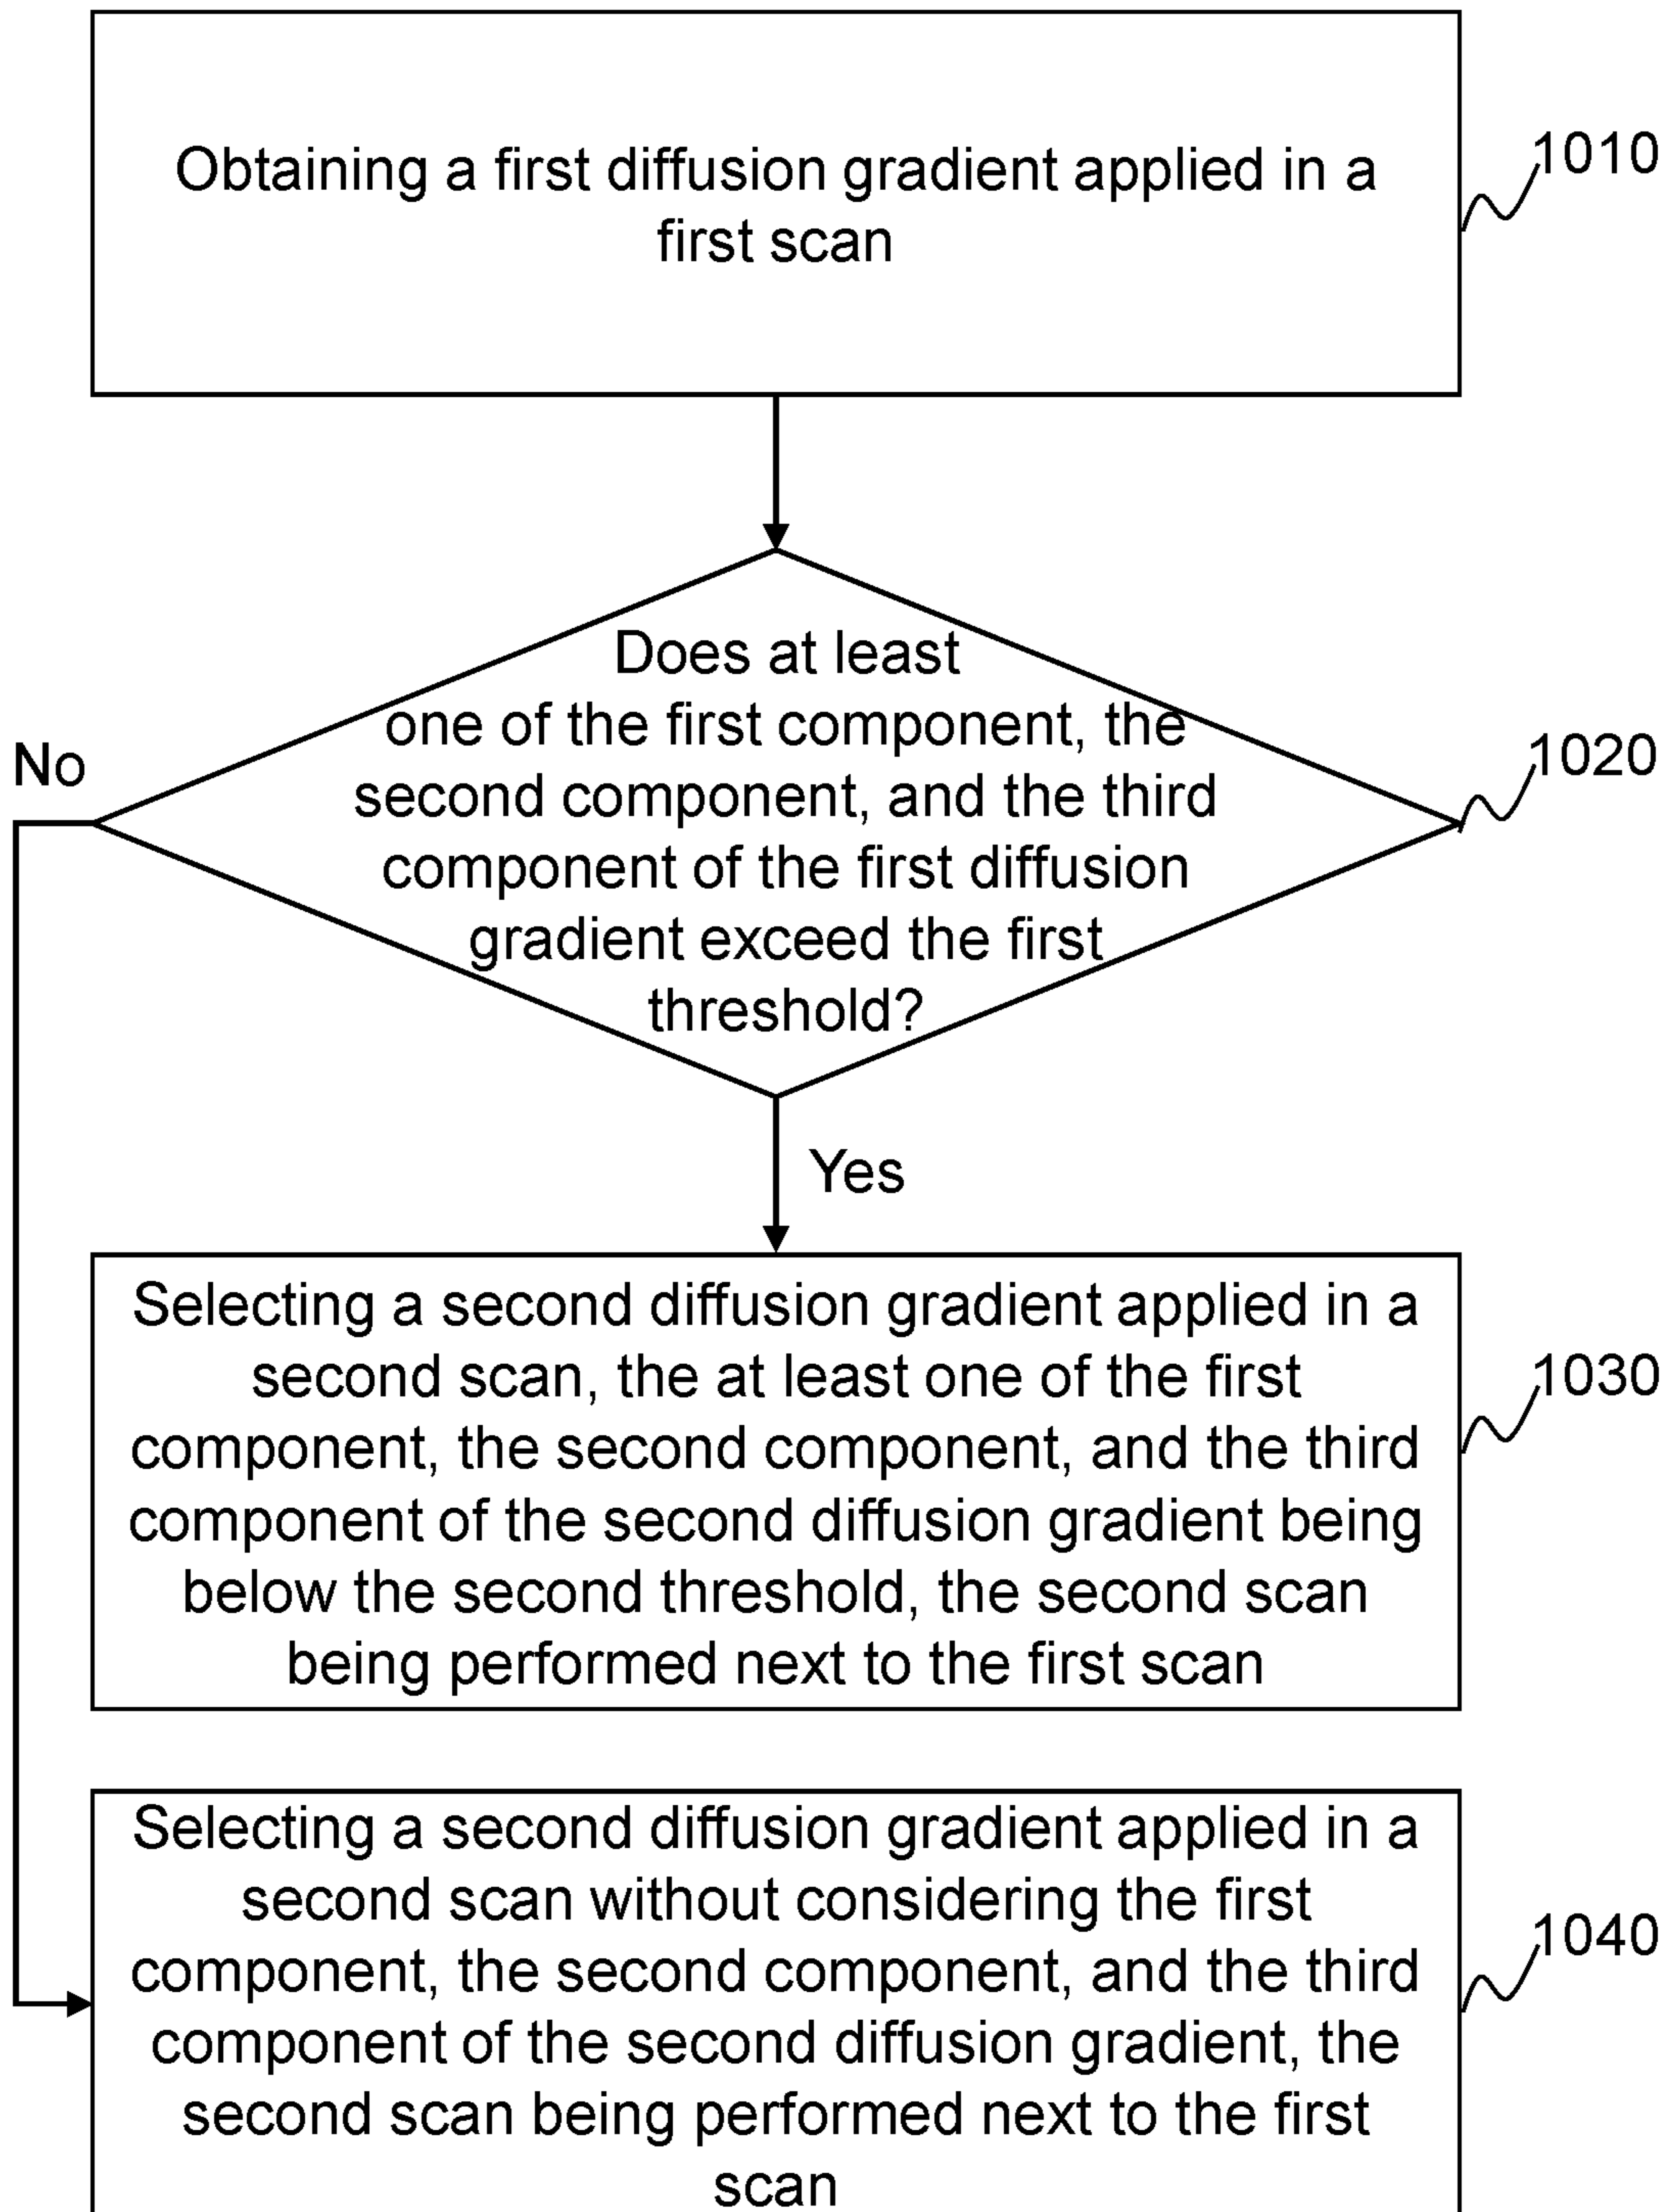 Obtaining a first diffusion gradient applied in a
first scan
1010
Does at least
one of the first component, the
second component, and the third
component of the first diffusion
gradient exceed the first
threshold?
No
1020
Yes
Selecting a second diffusion gradient applied in a
second scan, the at least one of the first
component, the second component, and the third
component of the second diffusion gradient being
below the second threshold, the second scan
being performed next to the first scan
1030
Selecting a second diffusion gradient applied in a
second scan without considering the first
component, the second component, and the third
component of the second diffusion gradient, the
second scan being performed next to the first
scan
1040